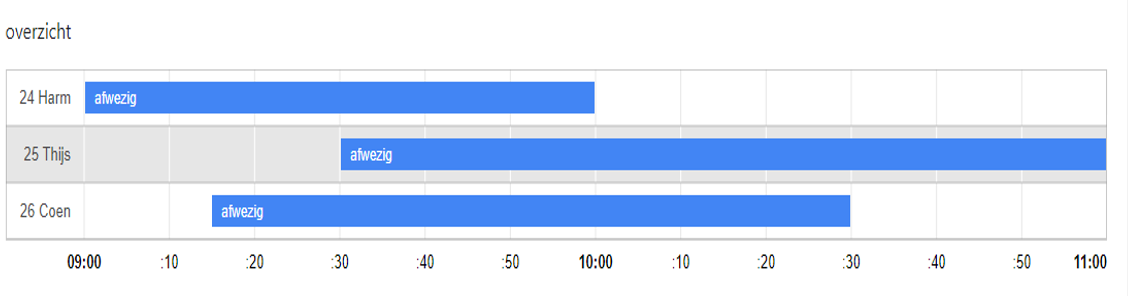 overzicht
24 Harm afwezig
25 Thijs afwezig
26 Coen afwezig
09:00 :10 :20 :30 :40 :50 10:00 :10 :20 :30 :40 :50 11:00